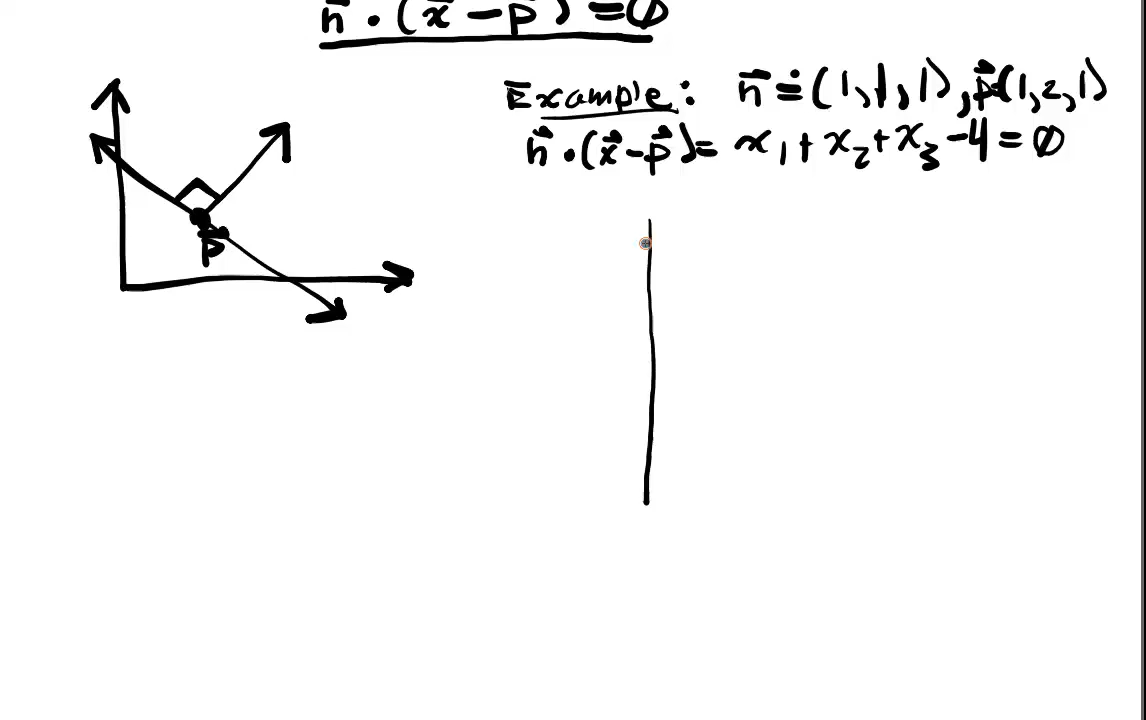 n⃗ · (x⃗ − p⃗) = 0
Example: n⃗ ≐ (1,1,1), p⃗=(1,2,1)
n⃗ · (x⃗ − p⃗) = x₁ + x₂ + x₃ − 4 = 0
p⃗